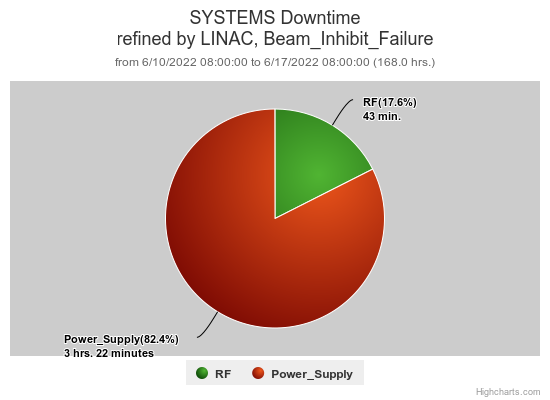 SYSTEMS Downtime
refined by LINAC, Beam_Inhibit_Failure
from 6/10/2022 08:00:00 to 6/17/2022 08:00:00 (168.0 hrs.)
RF(17.6%)
43 min.
Power_Supply(82.4%)
3 hrs. 22 minutes
RF Power_Supply
Highcharts.com